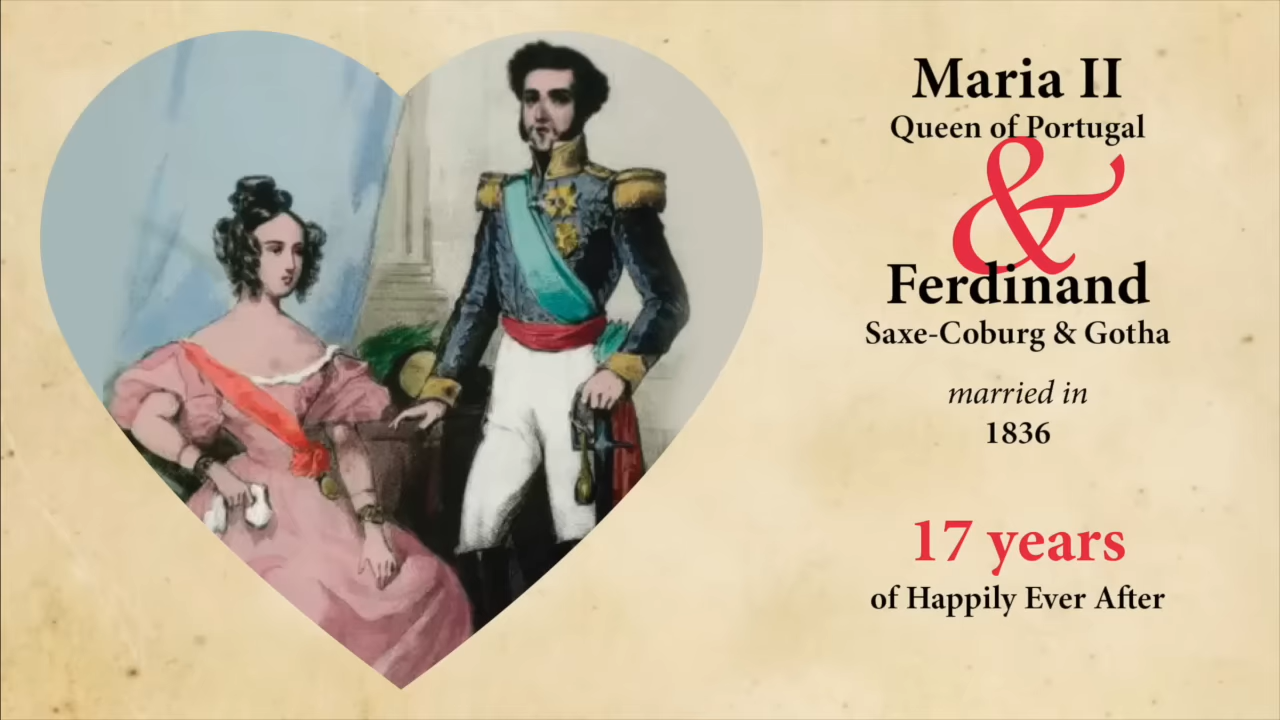 Maria II
Queen of Portugal
&
Ferdinand
Saxe-Coburg & Gotha
married in
1836
17 years
of Happily Ever After